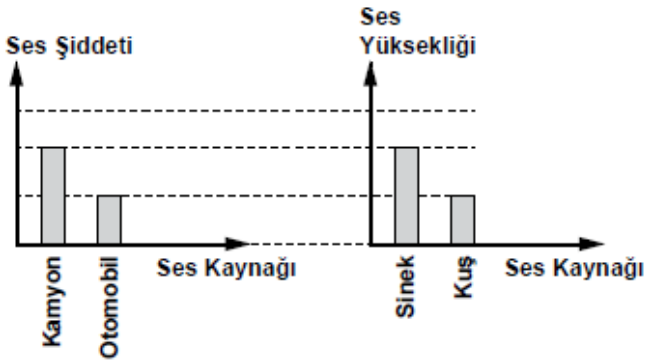 Ses Şiddeti
Kamyon
Otomobil
Ses Kaynağı
Ses
Yüksekliği
Sinek
Kuş
Ses Kaynağı